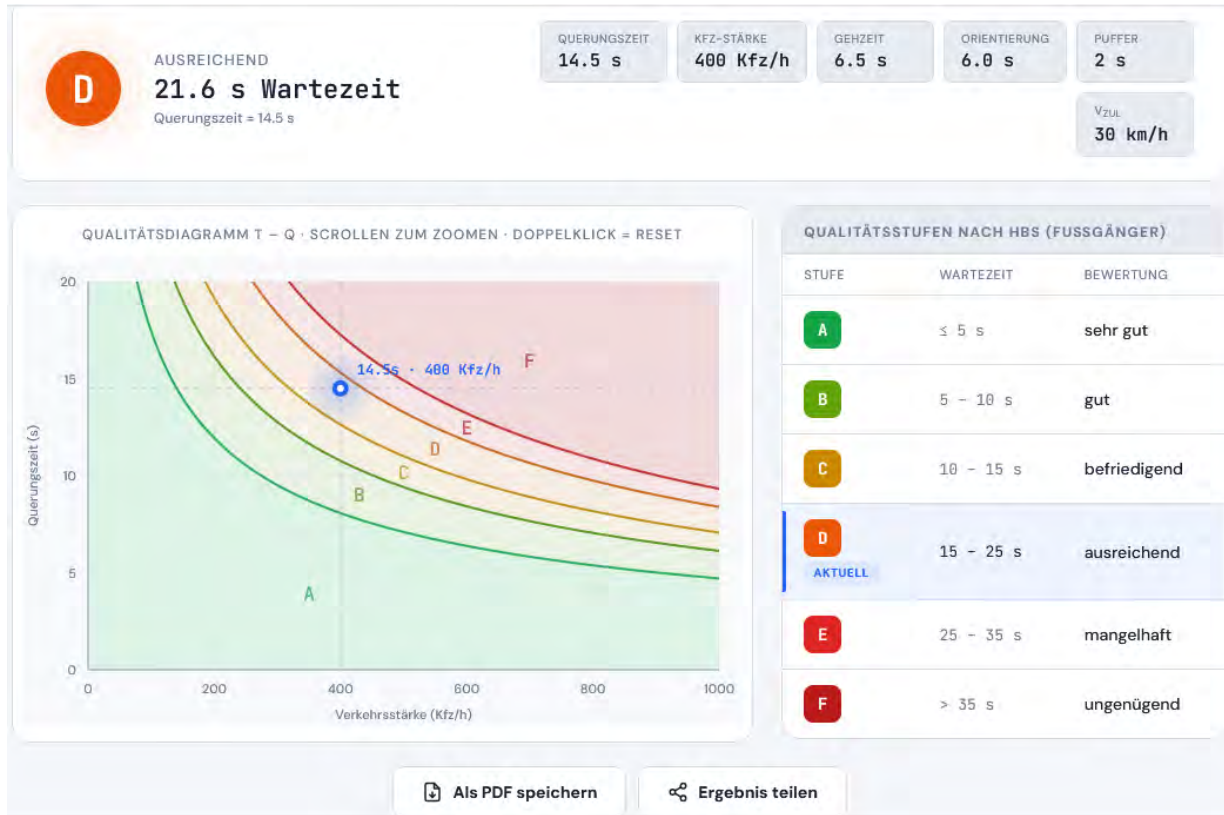 D
AUSREICHEND
21.6 s Wartezeit
Querungszeit = 14.5 s
QUERUNGSZEIT
14.5 s
KFZ-STÄRKE
400 Kfz/h
GEHZEIT
6.5 s
ORIENTIERUNG
6.0 s
PUFFER
2 s
VZUL
30 km/h
QUALITÄTSDIAGRAMM T – Q · SCROLLEN ZUM ZOOMEN · DOPPELKLICK = RESET
20
15
10
5
0
Querungszeit (s)
14.5s · 400 Kfz/h
F
E
D
C
B
A
0 200 400 600 800 1000
Verkehrsstärke (Kfz/h)
QUALITÄTSSTUFEN NACH HBS (FUSSGÄNGER)
STUFE WARTEZEIT BEWERTUNG
A ≤ 5 s sehr gut
B 5 – 10 s gut
C 10 – 15 s befriedigend
D 15 – 25 s ausreichend
AKTUELL
E 25 – 35 s mangelhaft
F > 35 s ungenügend
Als PDF speichern
Ergebnis teilen